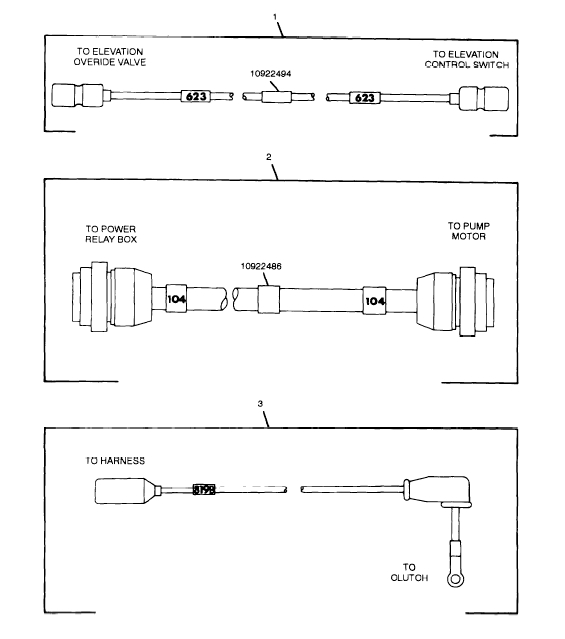 1
TO ELEVATION
OVERIDE VALVE
TO ELEVATION
CONTROL SWITCH
10922494
623
623
2
TO POWER
RELAY BOX
TO PUMP
MOTOR
10922486
104
104
3
TO HARNESS
819B
TO
CLUTCH